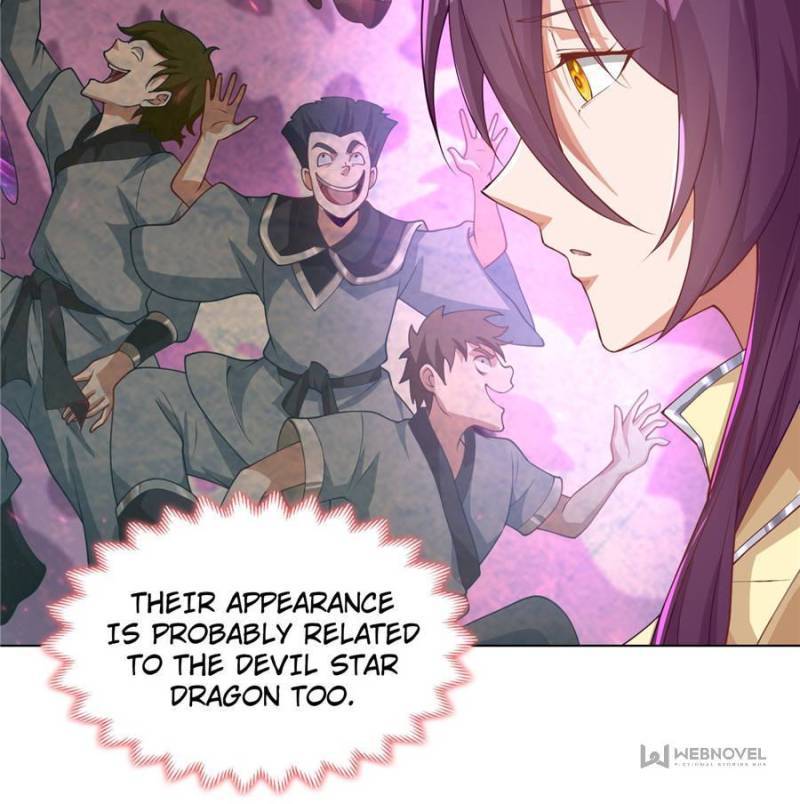 THEIR APPEARANCE
IS PROBABLY RELATED
TO THE DEVIL STAR
DRAGON TOO.
WEBNOVEL